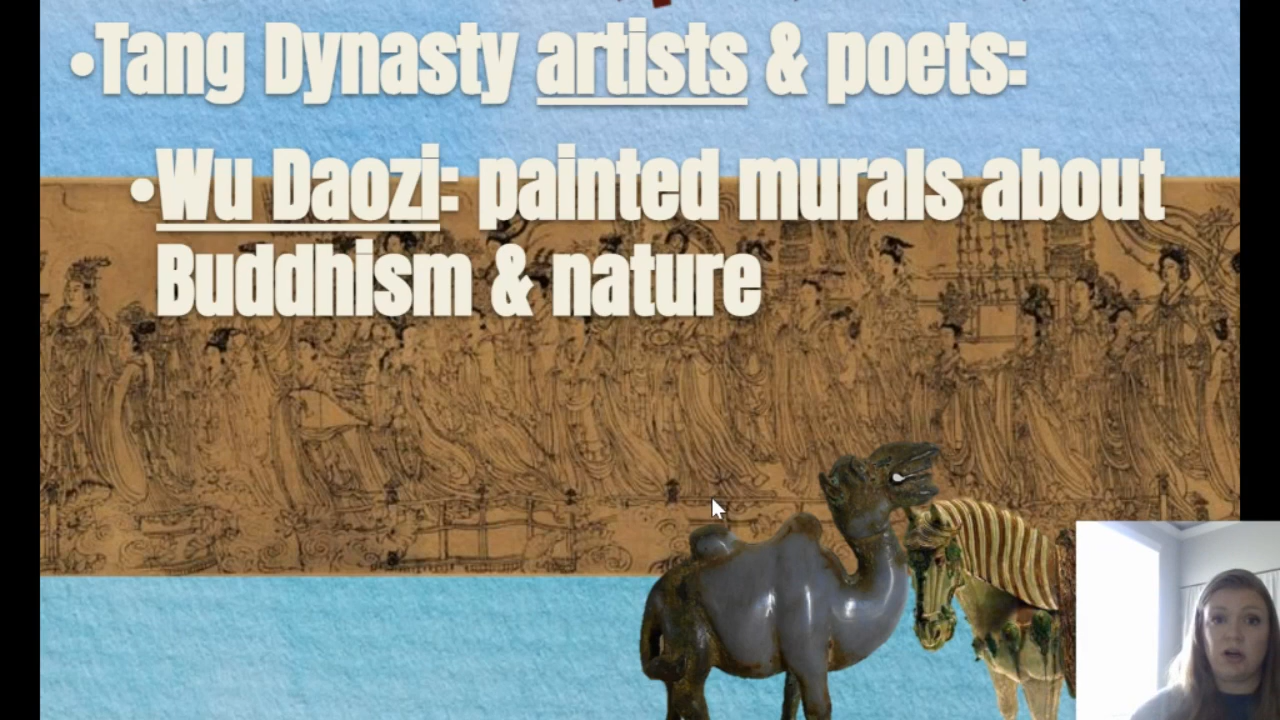 •Tang Dynasty artists & poets:
•Wu Daozi: painted murals about
Buddhism & nature